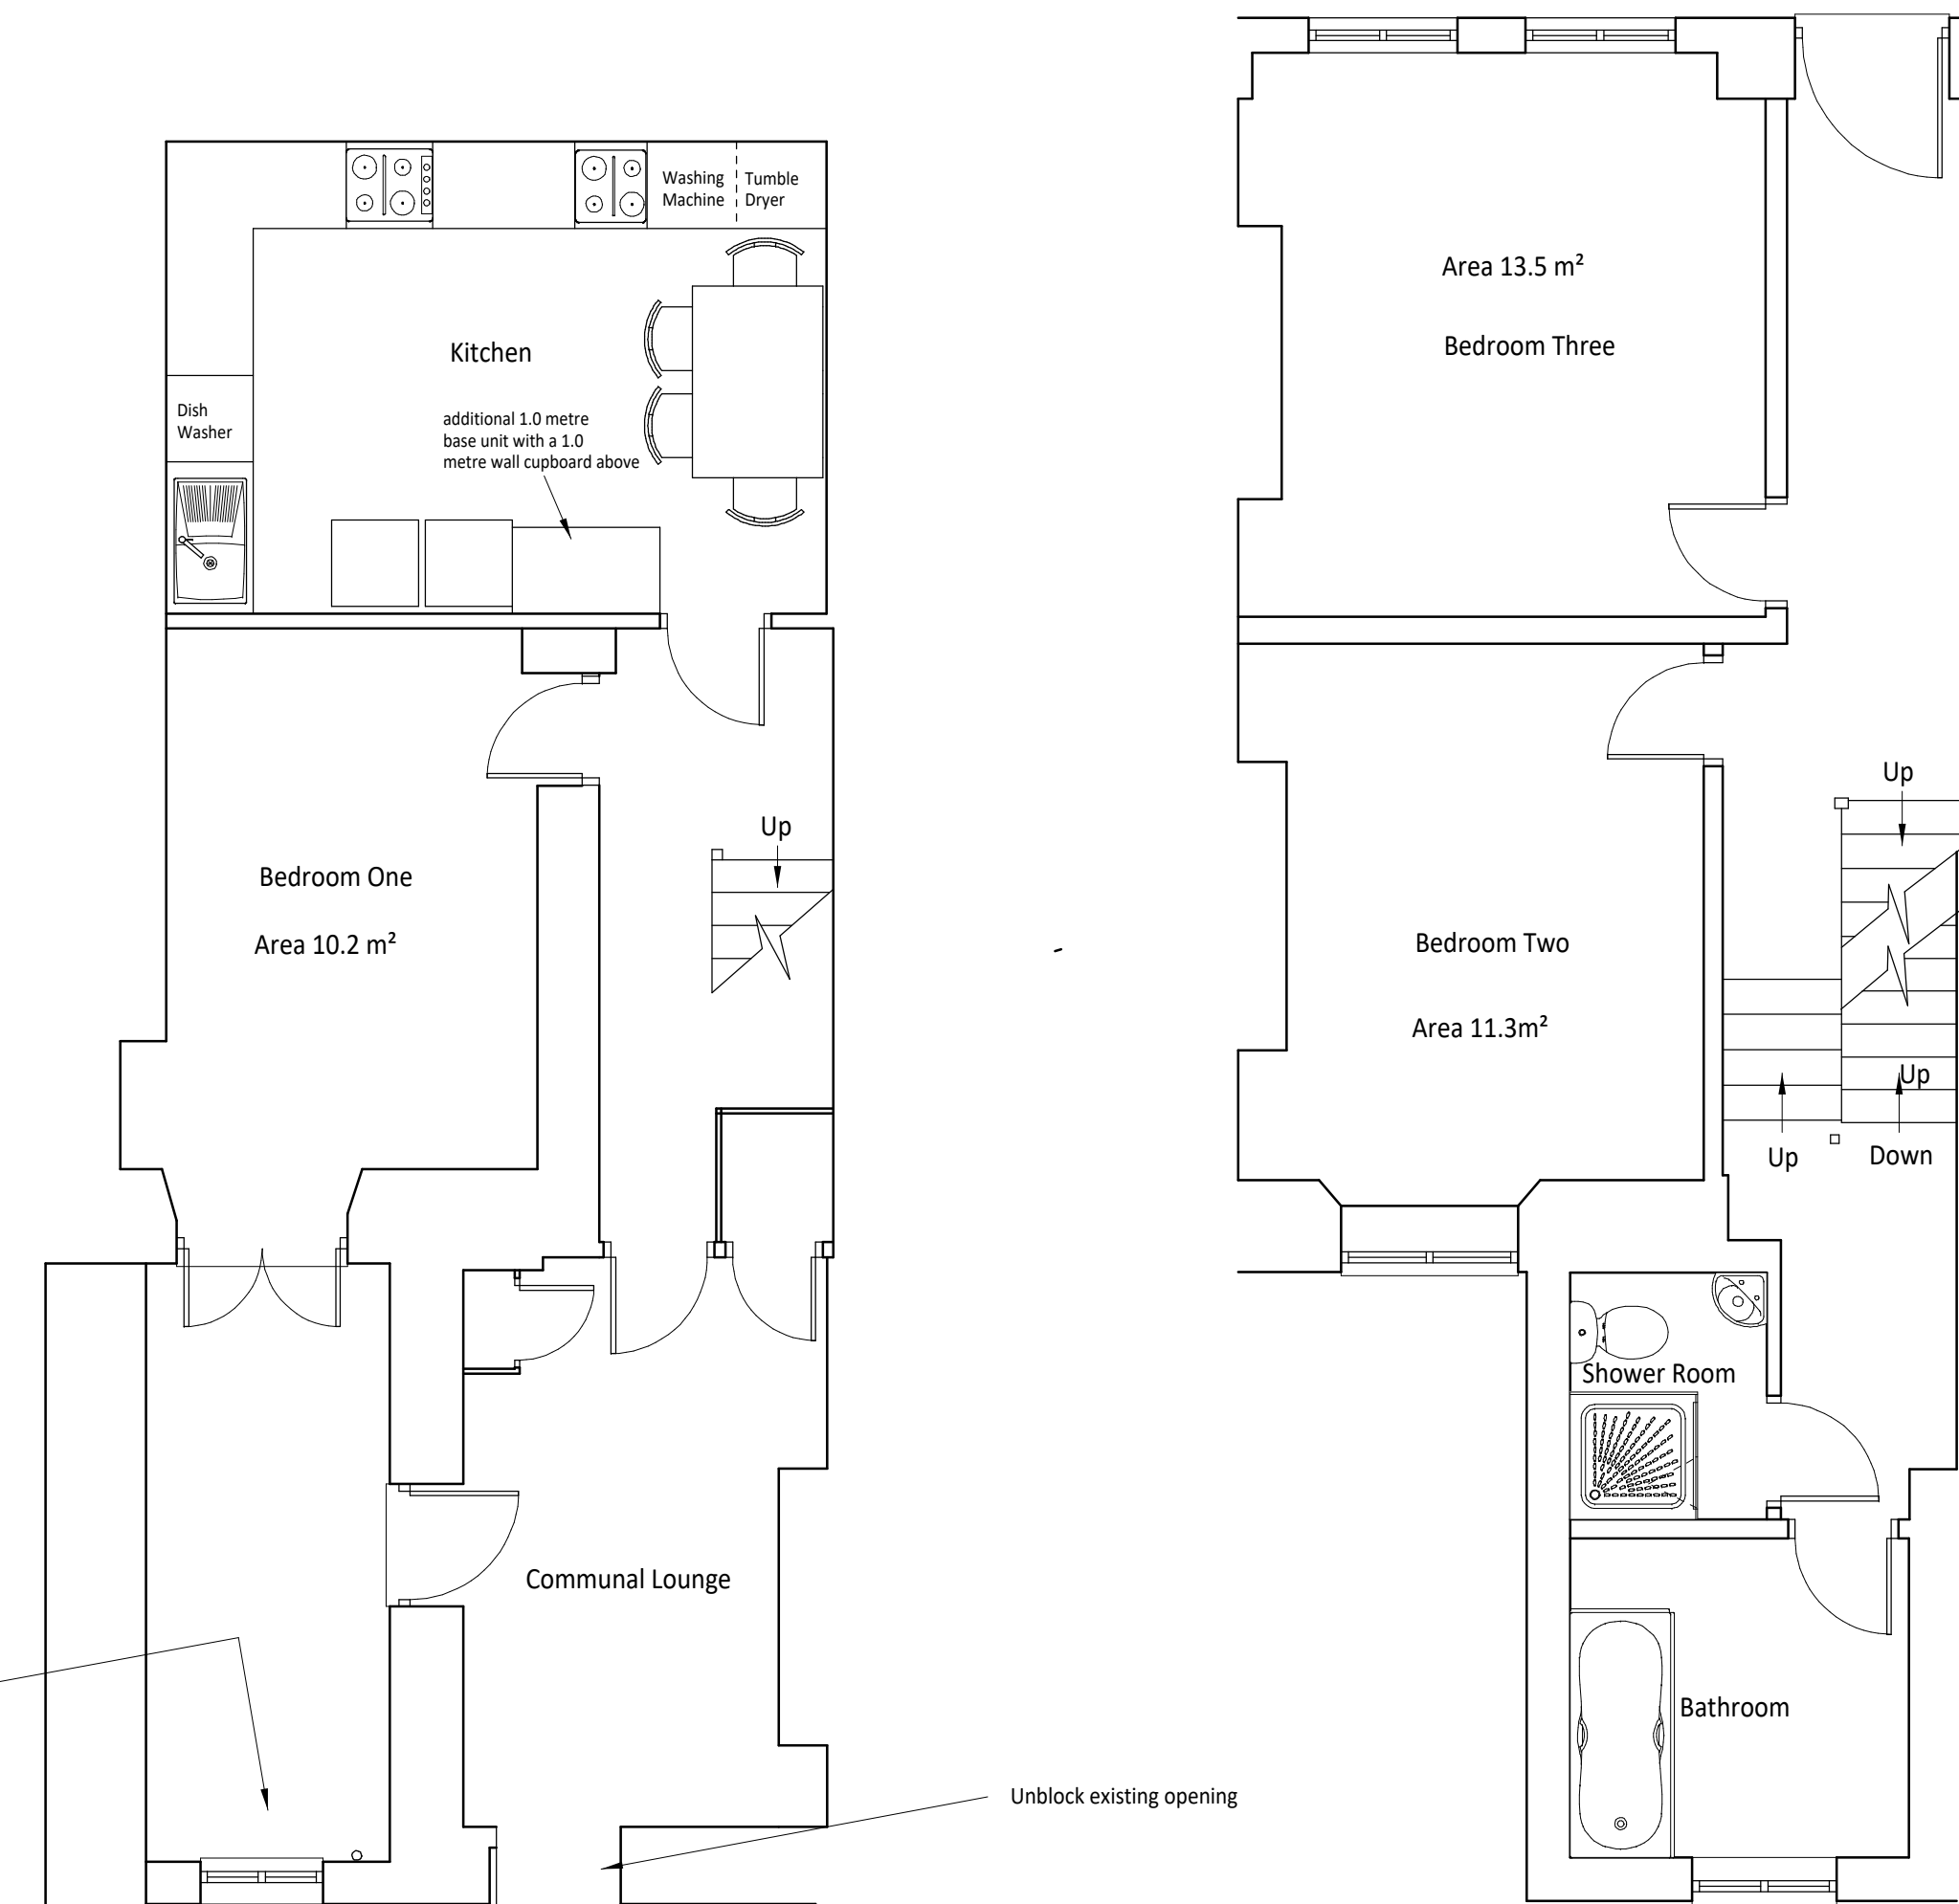 Washing
Machine
Tumble
Dryer
Kitchen
Dish
Washer
additional 1.0 metre
base unit with a 1.0
metre wall cupboard above
Up
Bedroom One
Area 10.2 m²
Communal Lounge
Unblock existing opening
Area 13.5 m²
Bedroom Three
Up
Bedroom Two
Area 11.3m²
Up
Up
Down
Shower Room
Bathroom